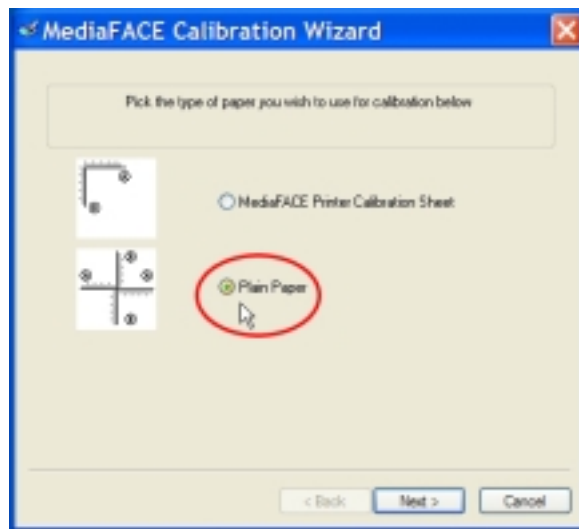 MediaFACE Calibration Wizard
Pick the type of paper you wish to use for calibration below
MediaFACE Printer Calibration Sheet
Plain Paper
< Back Next > Cancel